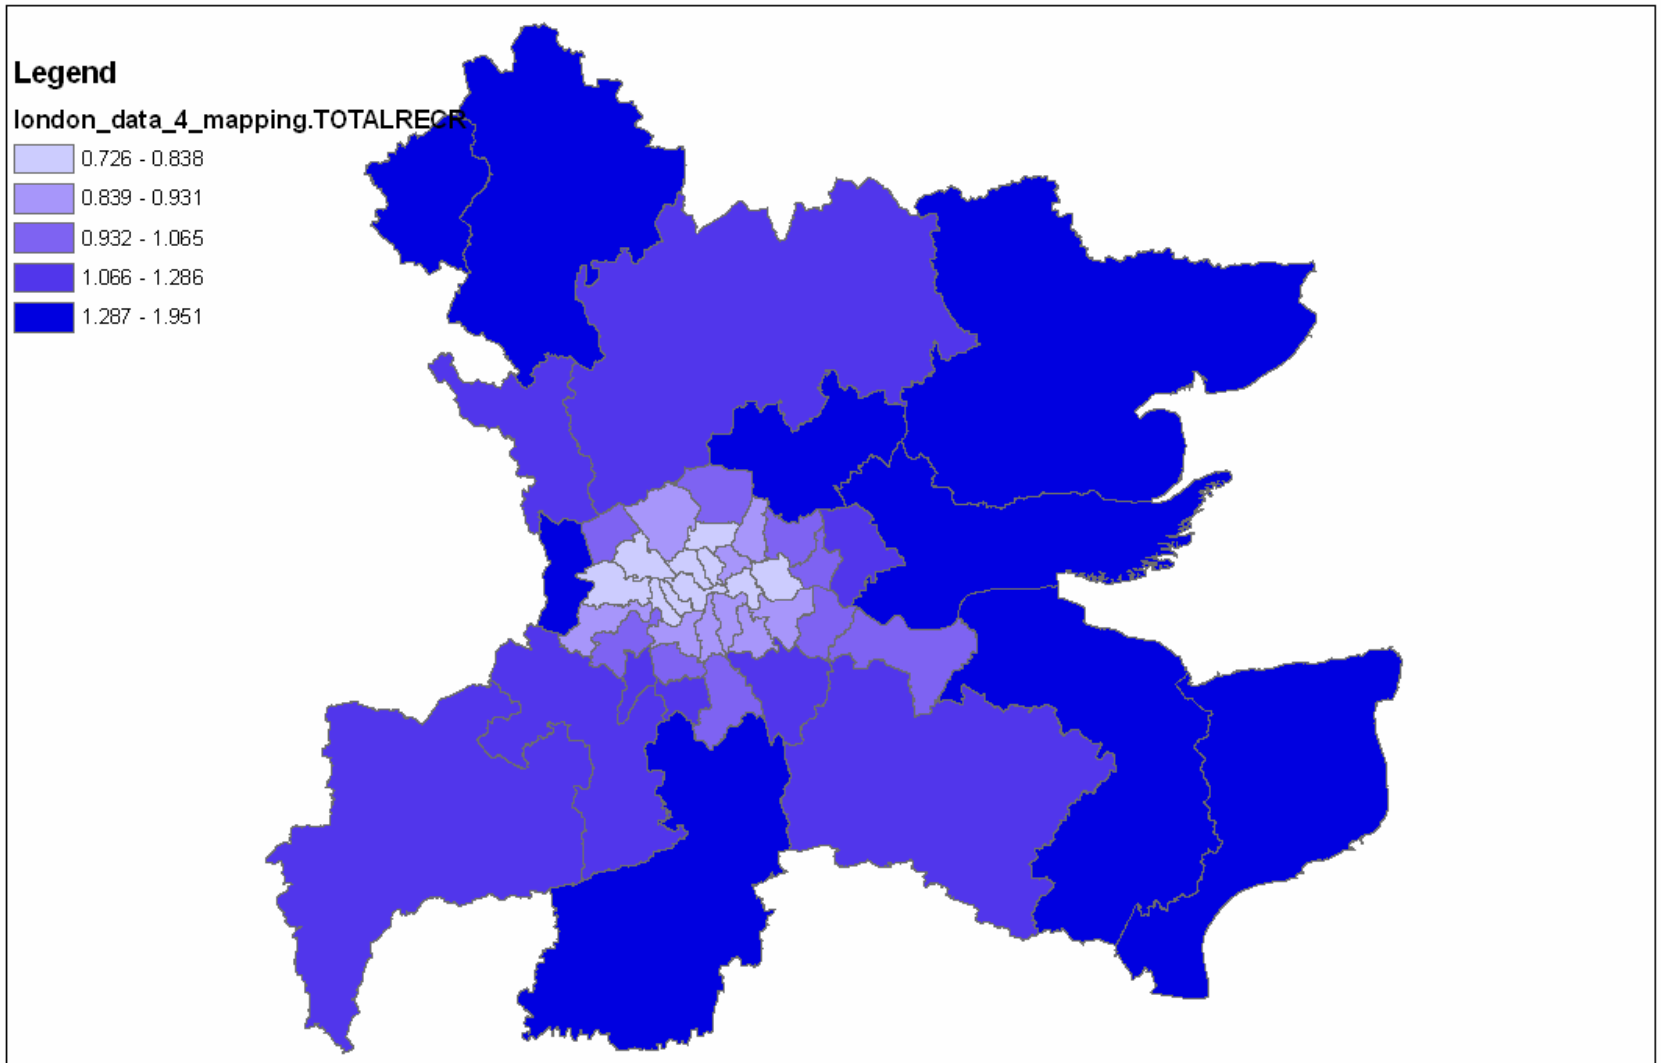 Legend
london_data_4_mapping.TOTALRECR
0.726 - 0.838
0.839 - 0.931
0.932 - 1.065
1.066 - 1.286
1.287 - 1.951